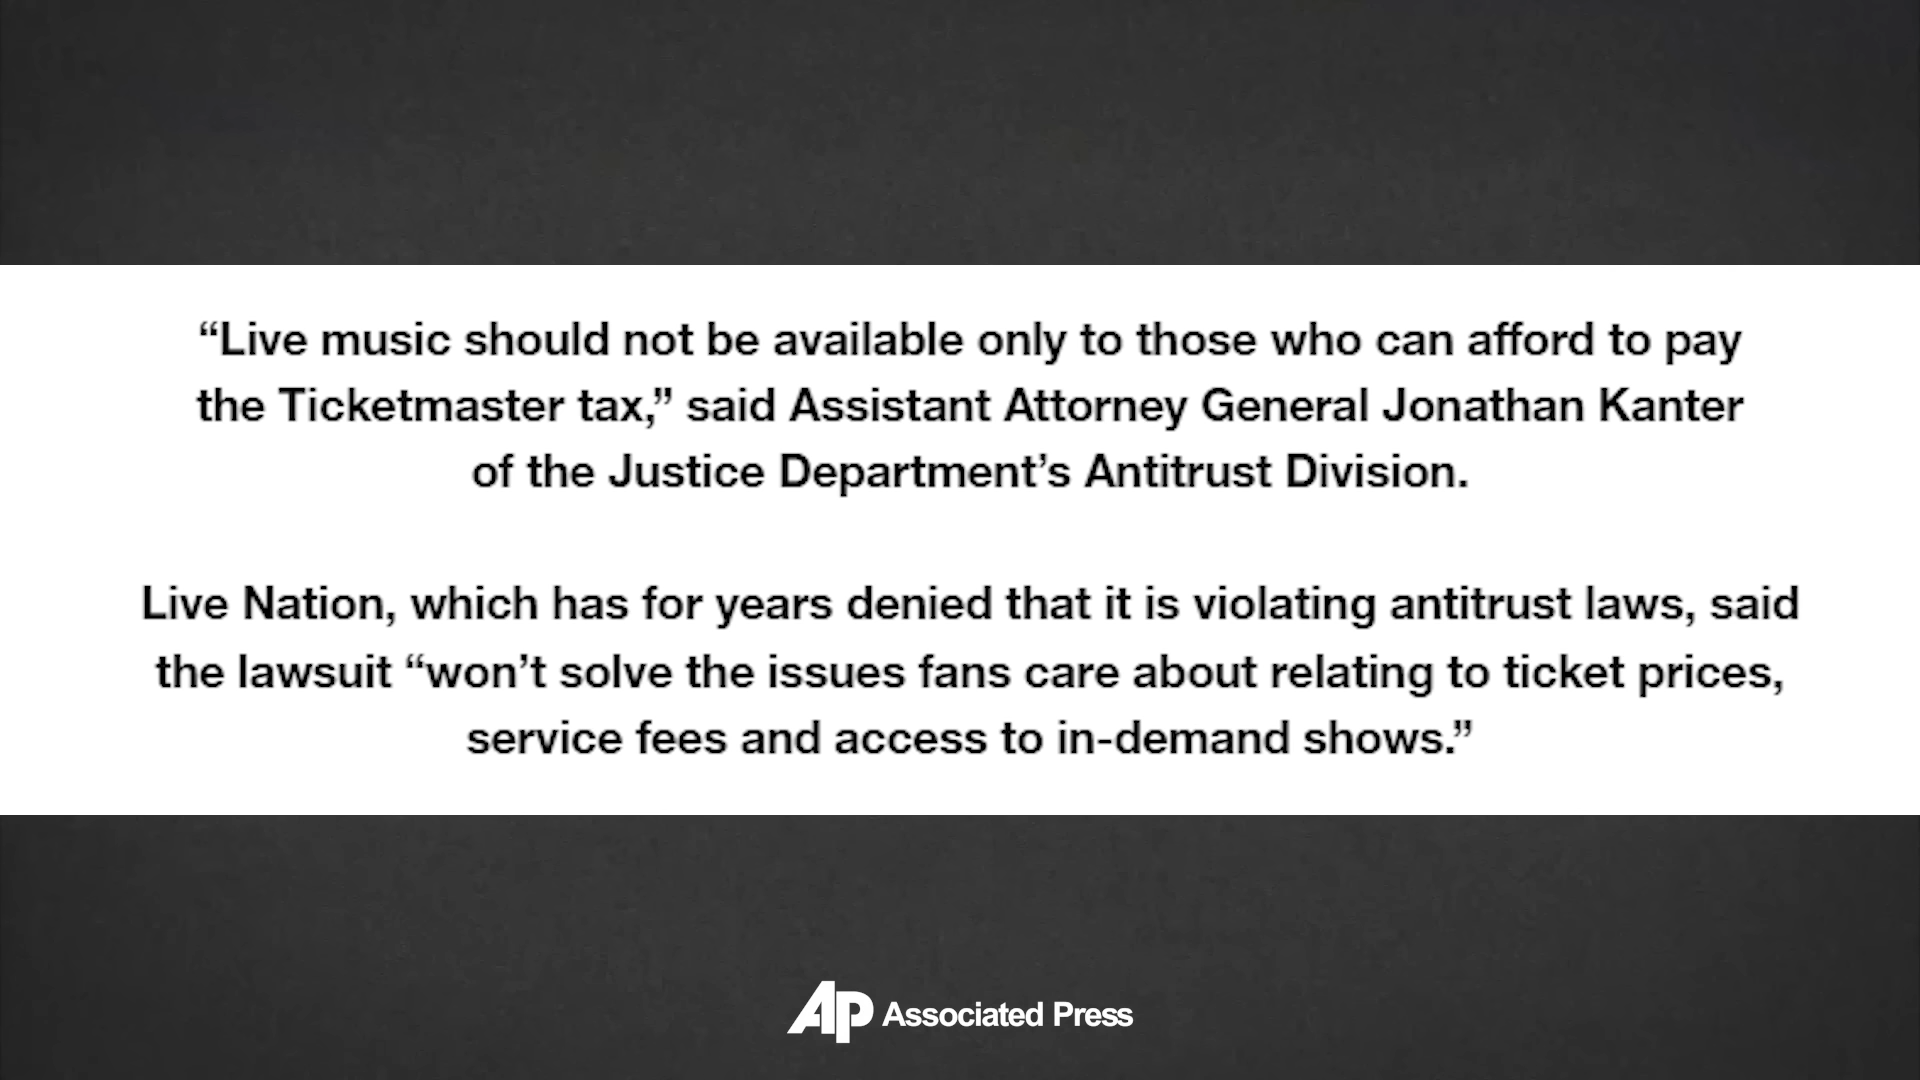 “Live music should not be available only to those who can afford to pay
the Ticketmaster tax,” said Assistant Attorney General Jonathan Kanter
of the Justice Department’s Antitrust Division.
Live Nation, which has for years denied that it is violating antitrust laws, said
the lawsuit “won’t solve the issues fans care about relating to ticket prices,
service fees and access to in-demand shows.”
AP Associated Press